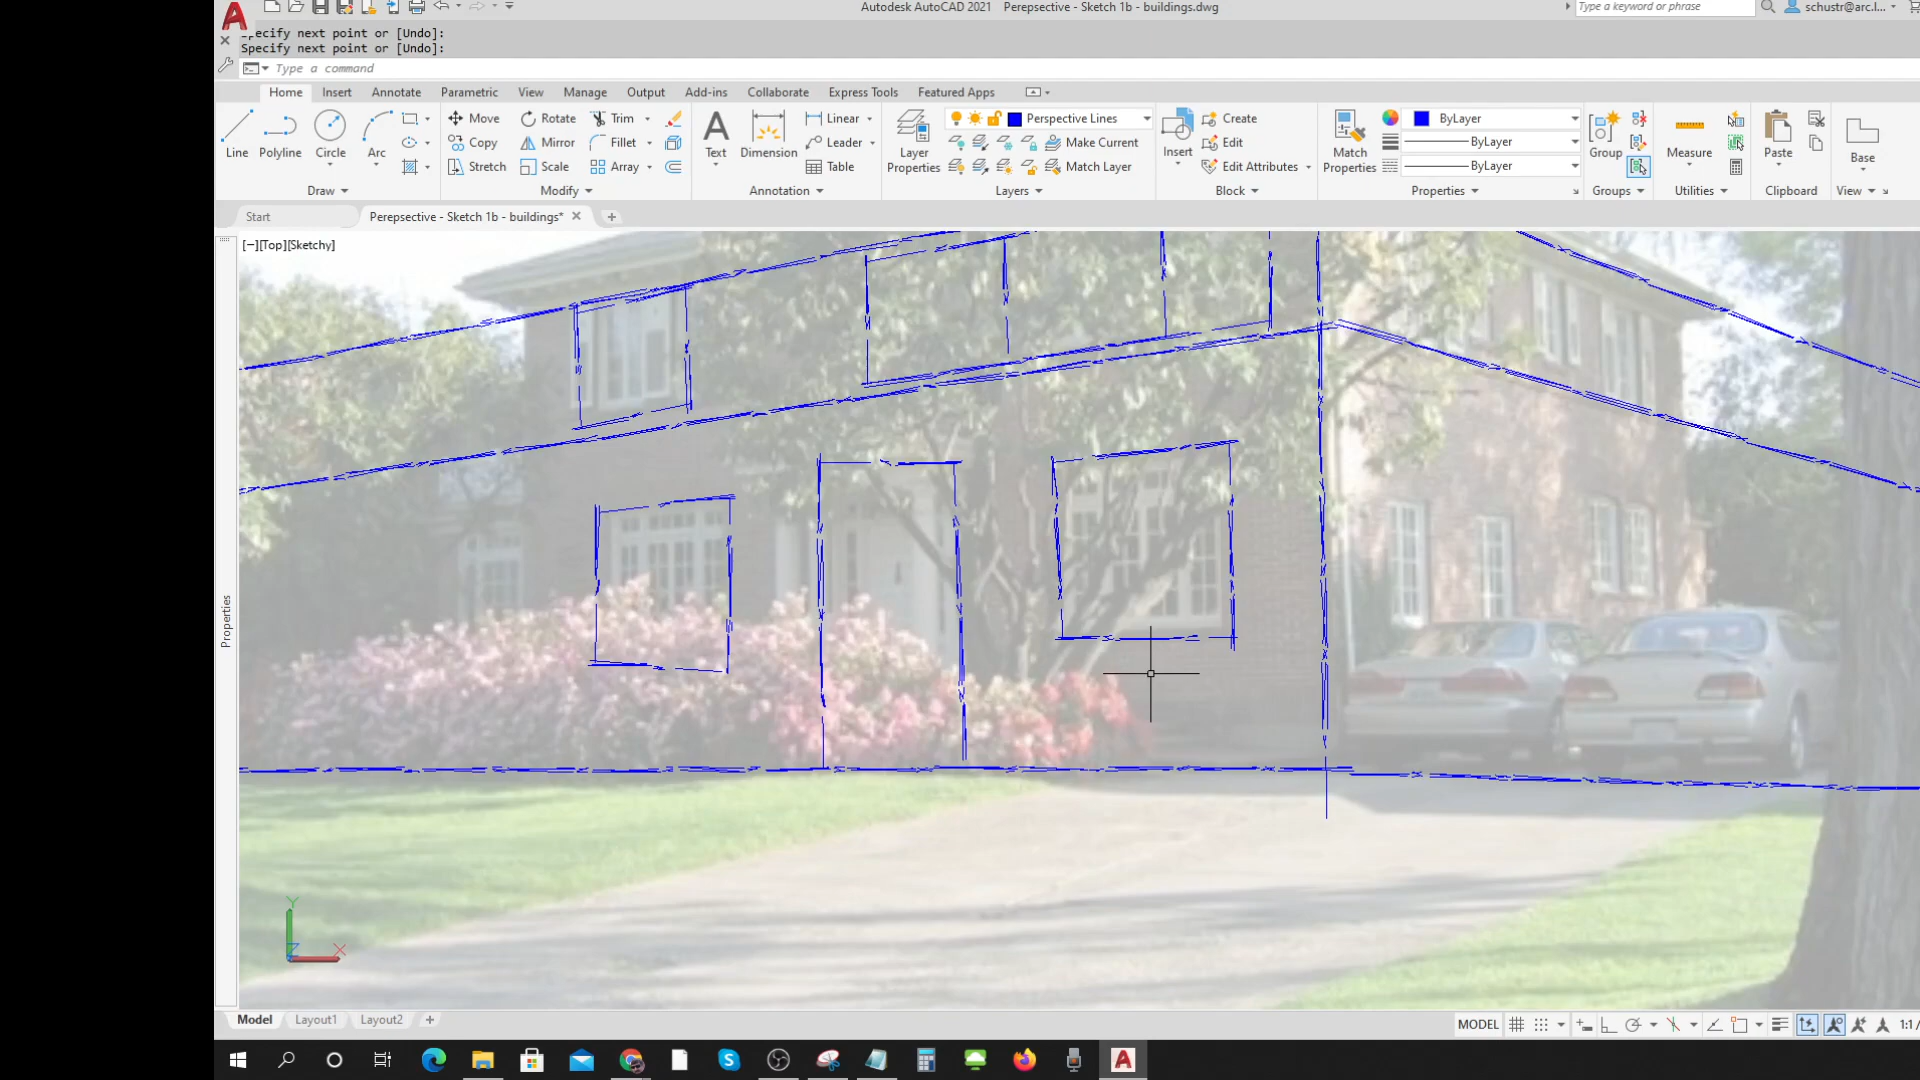 Autodesk AutoCAD 2021 Perepsective - Sketch 1b - buildings.dwg
Type a keyword or phrase
schustr@arc.l...
Specify next point or [Undo]:
Specify next point or [Undo]:
Type a command
Home Insert Annotate Parametric View Manage Output Add-ins Collaborate Express Tools Featured Apps
Line Polyline Circle Arc
Draw
Move Rotate Trim
Copy Mirror Fillet
Stretch Scale Array
Modify
Text Dimension
Linear
Leader
Table
Annotation
Layer Properties
Perspective Lines
Make Current
Match Layer
Layers
Insert
Create
Edit
Edit Attributes
Block
Match Properties
ByLayer
ByLayer
ByLayer
Properties
Group
Groups
Measure
Utilities
Paste
Clipboard
Base
View
Start Perepsective - Sketch 1b - buildings*
[−][Top][Sketchy]
Properties
Y
Z
X
Model Layout1 Layout2
MODEL
1:1 /